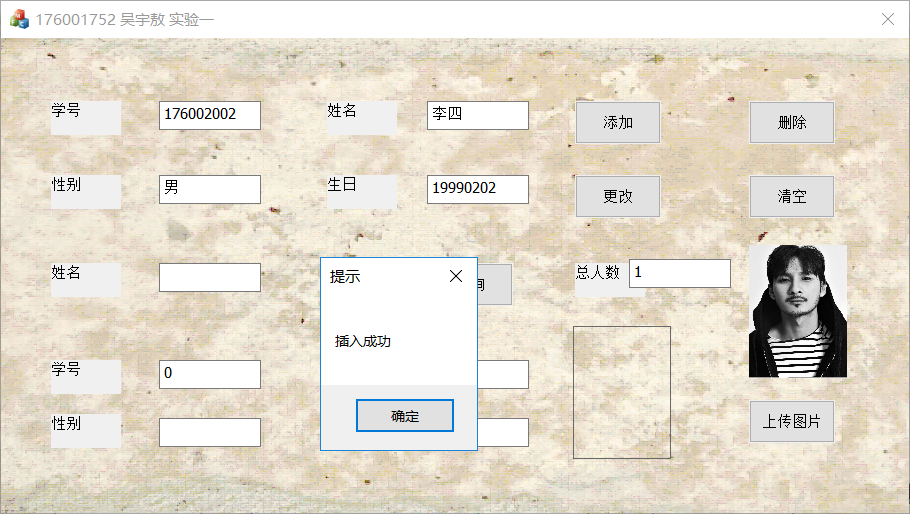 176001752 吴宇敖 实验一
学号 176002002 姓名 李四 添加 删除
性别 男 生日 19990202 更改 清空
姓名 询 总人数 1
提示
插入成功
确定
学号 0
性别 上传图片